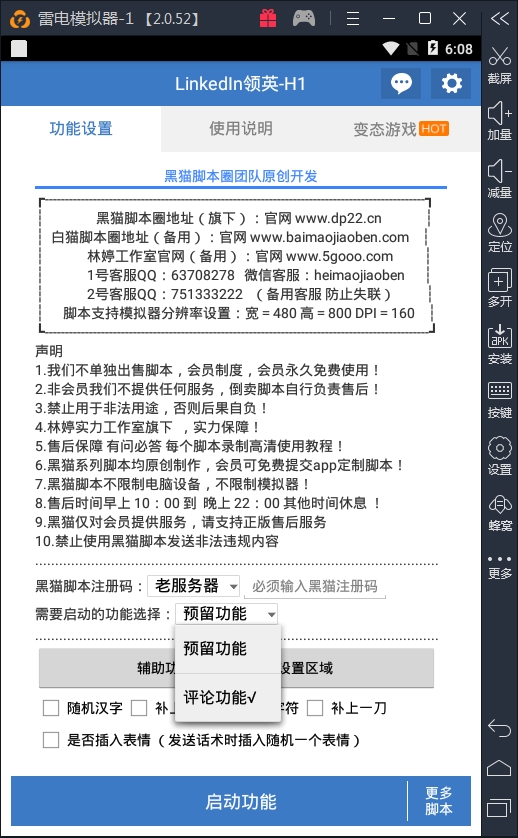 雷电模拟器-1 【2.0.52】
6:08
LinkedIn领英-H1
功能设置
使用说明
变态游戏 HOT
黑猫脚本圈团队原创开发
黑猫脚本圈地址（旗下）：官网 www.dp22.cn
白猫脚本圈地址（备用）：官网 www.baimaojiaoben.com
林婷工作室官网（备用）：官网 www.5gooo.com
1号客服QQ：63708278 微信客服：heimaojiaoben
2号客服QQ：751333222 （ 备用客服 防止失联 ）
脚本支持模拟器分辨率设置：宽 = 480 高 = 800 DPI = 160
声明
1.我们不单独出售脚本，会员制度，会员永久免费使用！
2.非会员我们不提供任何服务，倒卖脚本自行负责售后！
3.禁止用于非法用途，否则后果自负！
4.林婷实力工作室旗下 ，实力保障！
5.售后保障 有问必答 每个脚本录制高清使用教程！
6.黑猫系列脚本均原创制作，会员可免费提交app定制脚本！
7.黑猫脚本不限制电脑设备，不限制模拟器！
8.售后时间早上 10：00 到 晚上 22：00 其他时间休息 ！
9.黑猫仅对会员提供服务，请支持正版售后服务
10.禁止使用黑猫脚本发送非法违规内容
黑猫脚本注册码： 老服务器 必须输入黑猫注册码
需要启动的功能选择： 预留功能
预留功能
评论功能√
辅助功 设置区域
随机汉字 补 字符 补上一刀
是否插入表情（ 发送话术时插入随机一个表情 ）
启动功能
更多
脚本
截屏
加量
减量
定位
多开
APK
安装
按键
设置
蜂窝
更多